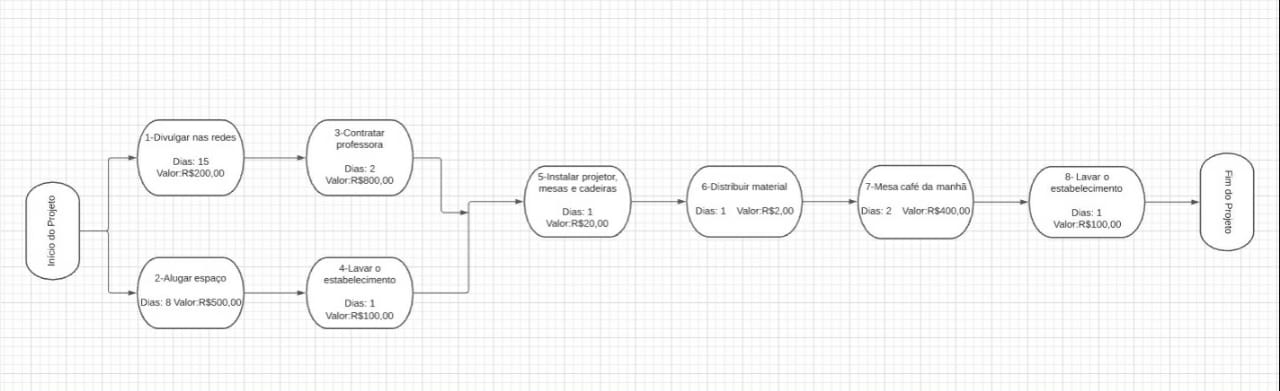 Início do Projeto
1-Divulgar nas redes
Dias: 15
Valor:R$200,00
3-Contratar
professora
Dias: 2
Valor:R$800,00
2-Alugar espaço
Dias: 8 Valor:R$500,00
4-Lavar o
estabelecimento
Dias: 1
Valor:R$100,00
5-Instalar projetor,
mesas e cadeiras
Dias: 1
Valor:R$20,00
6-Distribuir material
Dias: 1 Valor:R$2,00
7-Mesa café da manhã
Dias: 2 Valor:R$400,00
8- Lavar o
estabelecimento
Dias: 1
Valor:R$100,00
Fim do Projeto